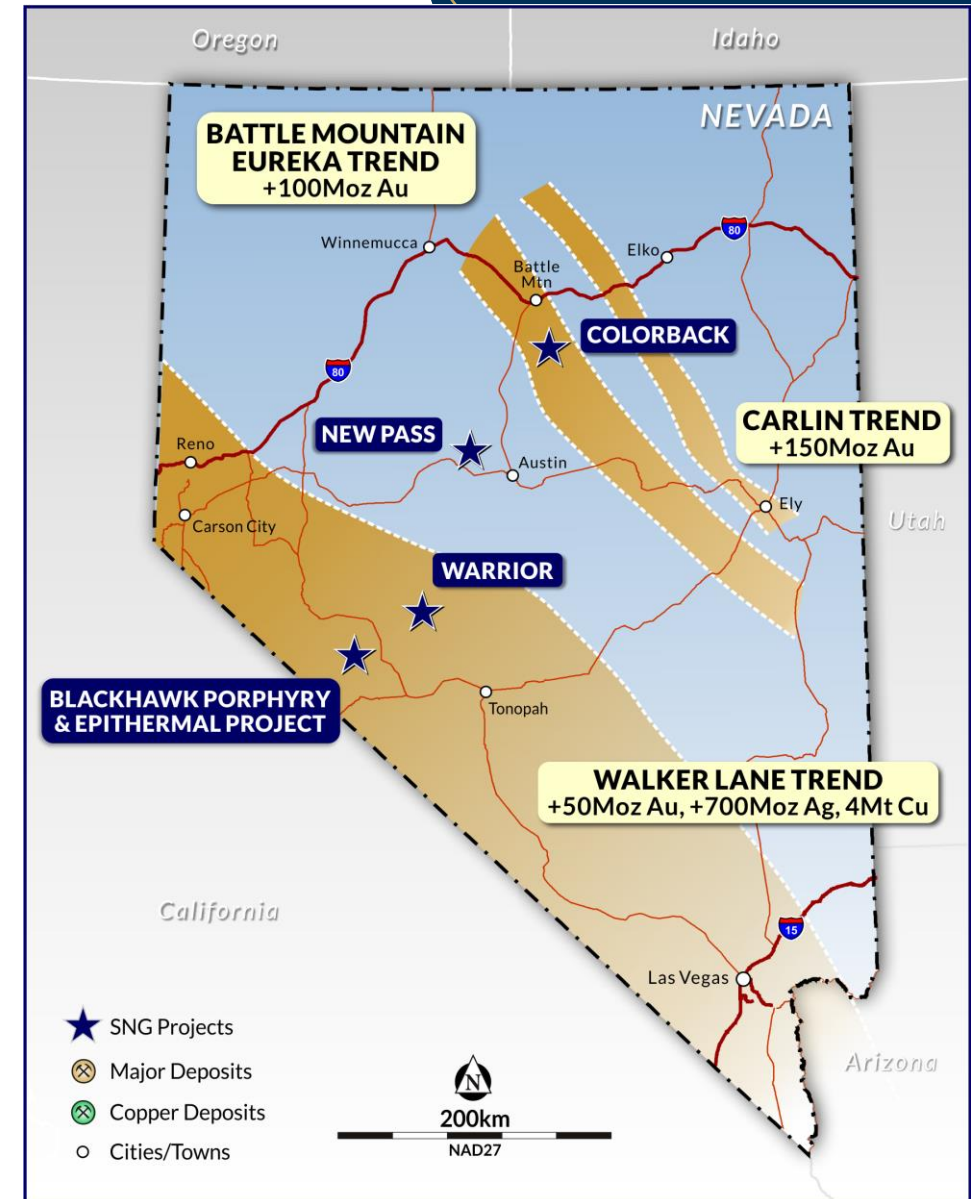 Oregon
Idaho
NEVADA
BATTLE MOUNTAIN
EUREKA TREND
+100Moz Au
80
Winnemucca
Elko
Battle
Mtn
COLORBACK
80
CARLIN TREND
+150Moz Au
NEW PASS
Reno
Austin
Ely
Utah
Carson City
WARRIOR
BLACKHAWK PORPHYRY
& EPITHERMAL PROJECT
Tonopah
WALKER LANE TREND
+50Moz Au, +700Moz Ag, 4Mt Cu
California
15
Las Vegas
Arizona
SNG Projects
Major Deposits
Copper Deposits
Cities/Towns
N
200km
NAD27